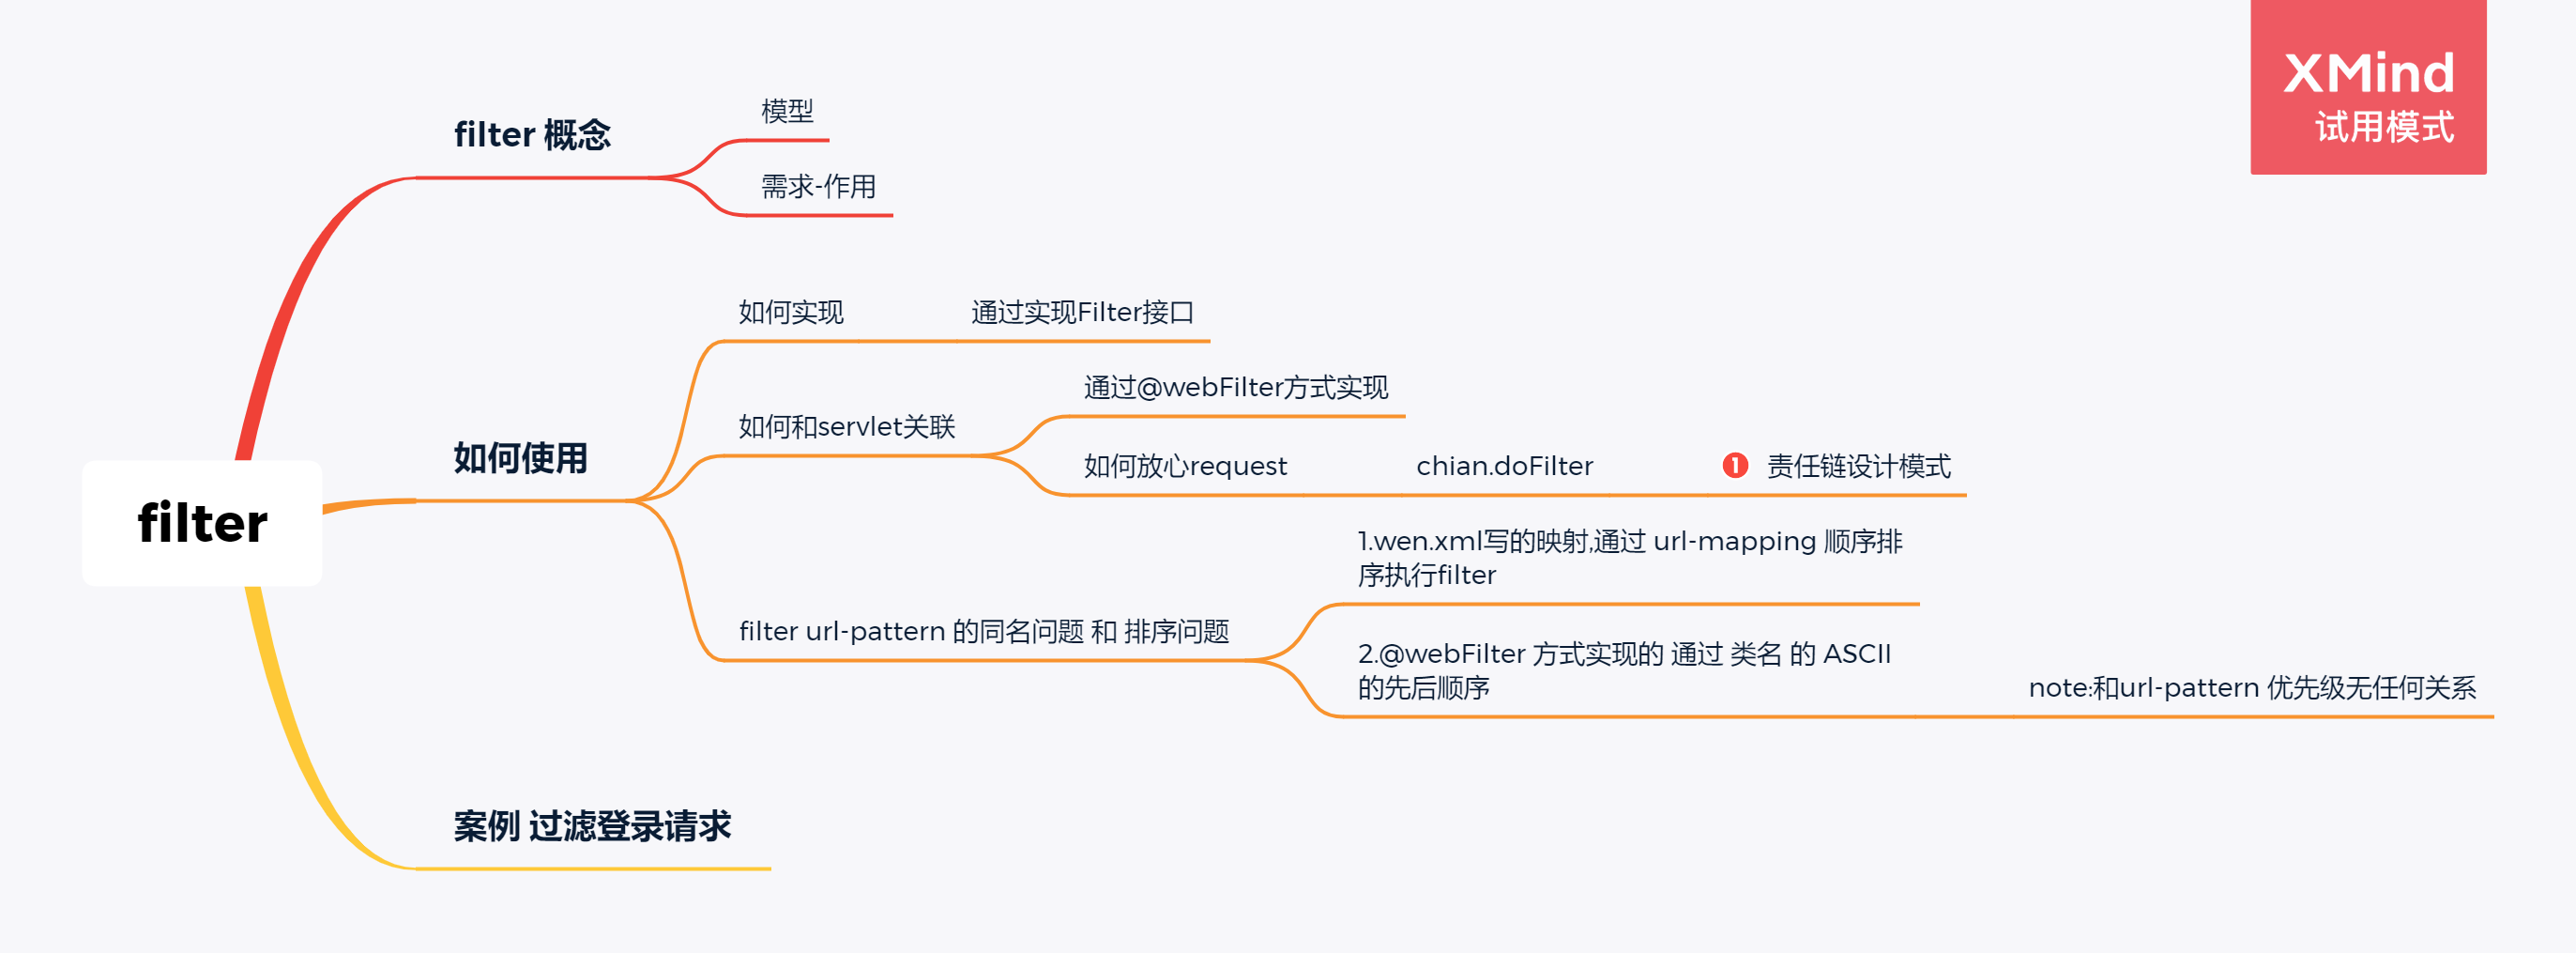 XMind
试用模式
filter
filter 概念
模型
需求-作用
如何使用
如何实现
通过实现Filter接口
如何和servlet关联
通过@webFilter方式实现
如何放心request
chian.doFilter
1 责任链设计模式
filter url-pattern 的同名问题 和 排序问题
1.wen.xml写的映射,通过 url-mapping 顺序排
序执行filter
2.@webFilter 方式实现的 通过 类名 的 ASCII
的先后顺序
note:和url-pattern 优先级无任何关系
案例 过滤登录请求